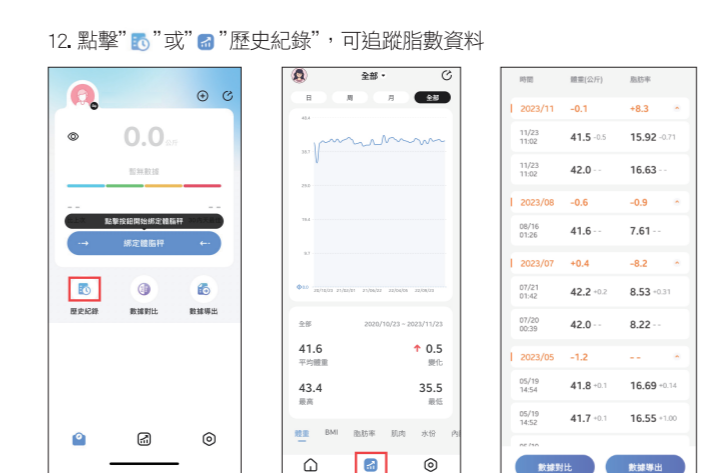 12. 點擊” ”或” ”歷史紀錄”，可追蹤脂數資料
0.0
暫無數據
-- --
點擊按鈕開始綁定體脂秤
綁定體脂秤
歷史紀錄 數據對比 數據導出
全部
日 周 月 全部
全部 2020/10/23 ~ 2023/11/23
41.6 ↑ 0.5
平均體重 變化
43.4 35.5
最高 最低
體重 BMI 脂肪率 肌肉 水份 內
時間 體重(公斤) 脂肪率
2023/11 -0.1 +8.3
11/23 11:02 41.5 -0.5 15.92 -0.71
11/23 11:02 42.0 -- 16.63 --
2023/08 -0.6 -0.9
08/16 01:26 41.6 -- 7.61 --
2023/07 +0.4 -8.2
07/21 01:42 42.2 +0.2 8.53 +0.31
07/20 00:39 42.0 -- 8.22 --
2023/05 -1.2 --
05/19 14:54 41.8 +0.1 16.69 +0.14
05/19 14:52 41.7 +0.1 16.55 +1.00
數據對比 數據導出